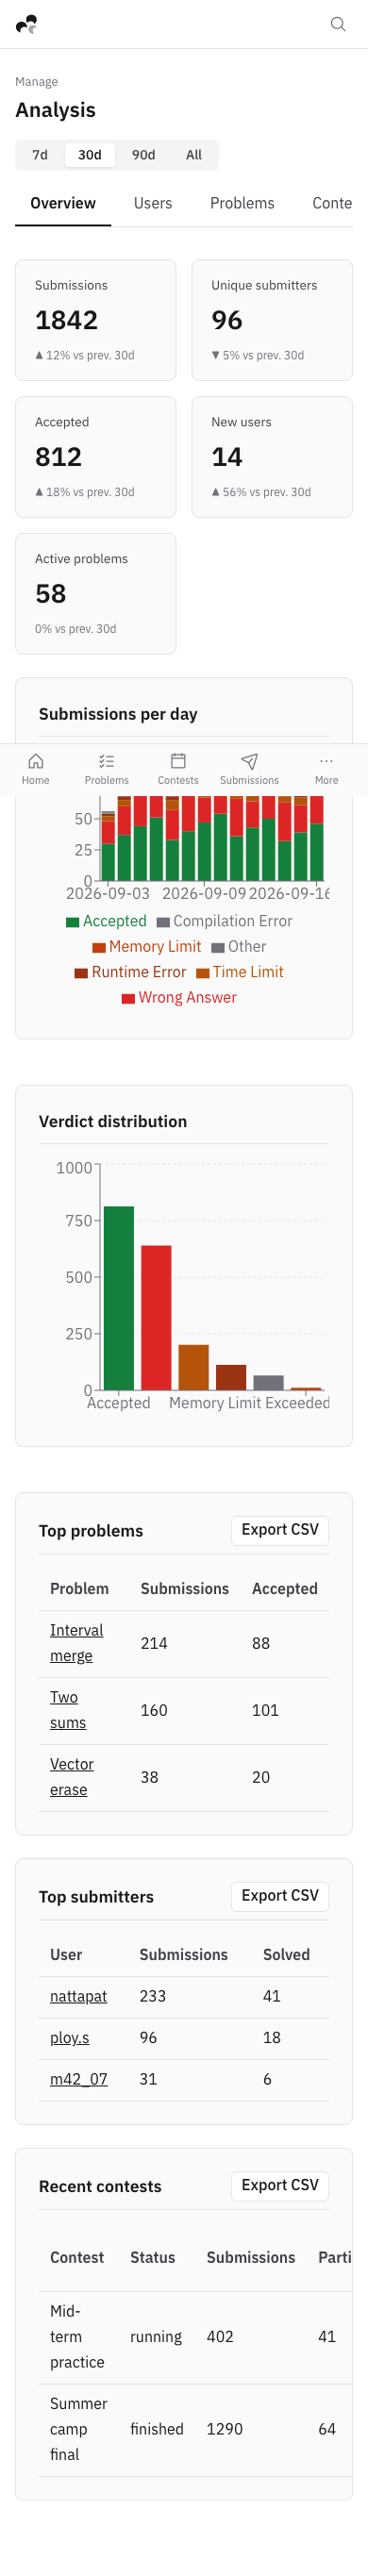 Manage
Analysis
7d 30d 90d All
Overview Users Problems Conte
Submissions
1842
▲ 12% vs prev. 30d
Unique submitters
96
▼ 5% vs prev. 30d
Accepted
812
▲ 18% vs prev. 30d
New users
14
▲ 56% vs prev. 30d
Active problems
58
0% vs prev. 30d
Submissions per day
Home Problems Contests Submissions More
50
25
0
2026-09-03 2026-09-09 2026-09-16
Accepted Compilation Error
Memory Limit Other
Runtime Error Time Limit
Wrong Answer
Verdict distribution
1000
750
500
250
0
Accepted Memory Limit Exceeded
Top problems Export CSV
Problem Submissions Accepted
Interval
merge 214 88
Two
sums 160 101
Vector
erase 38 20
Top submitters Export CSV
User Submissions Solved
nattapat 233 41
ploy.s 96 18
m42_07 31 6
Recent contests Export CSV
Contest Status Submissions Parti
Mid-
term running 402 41
practice
Summer
camp finished 1290 64
final